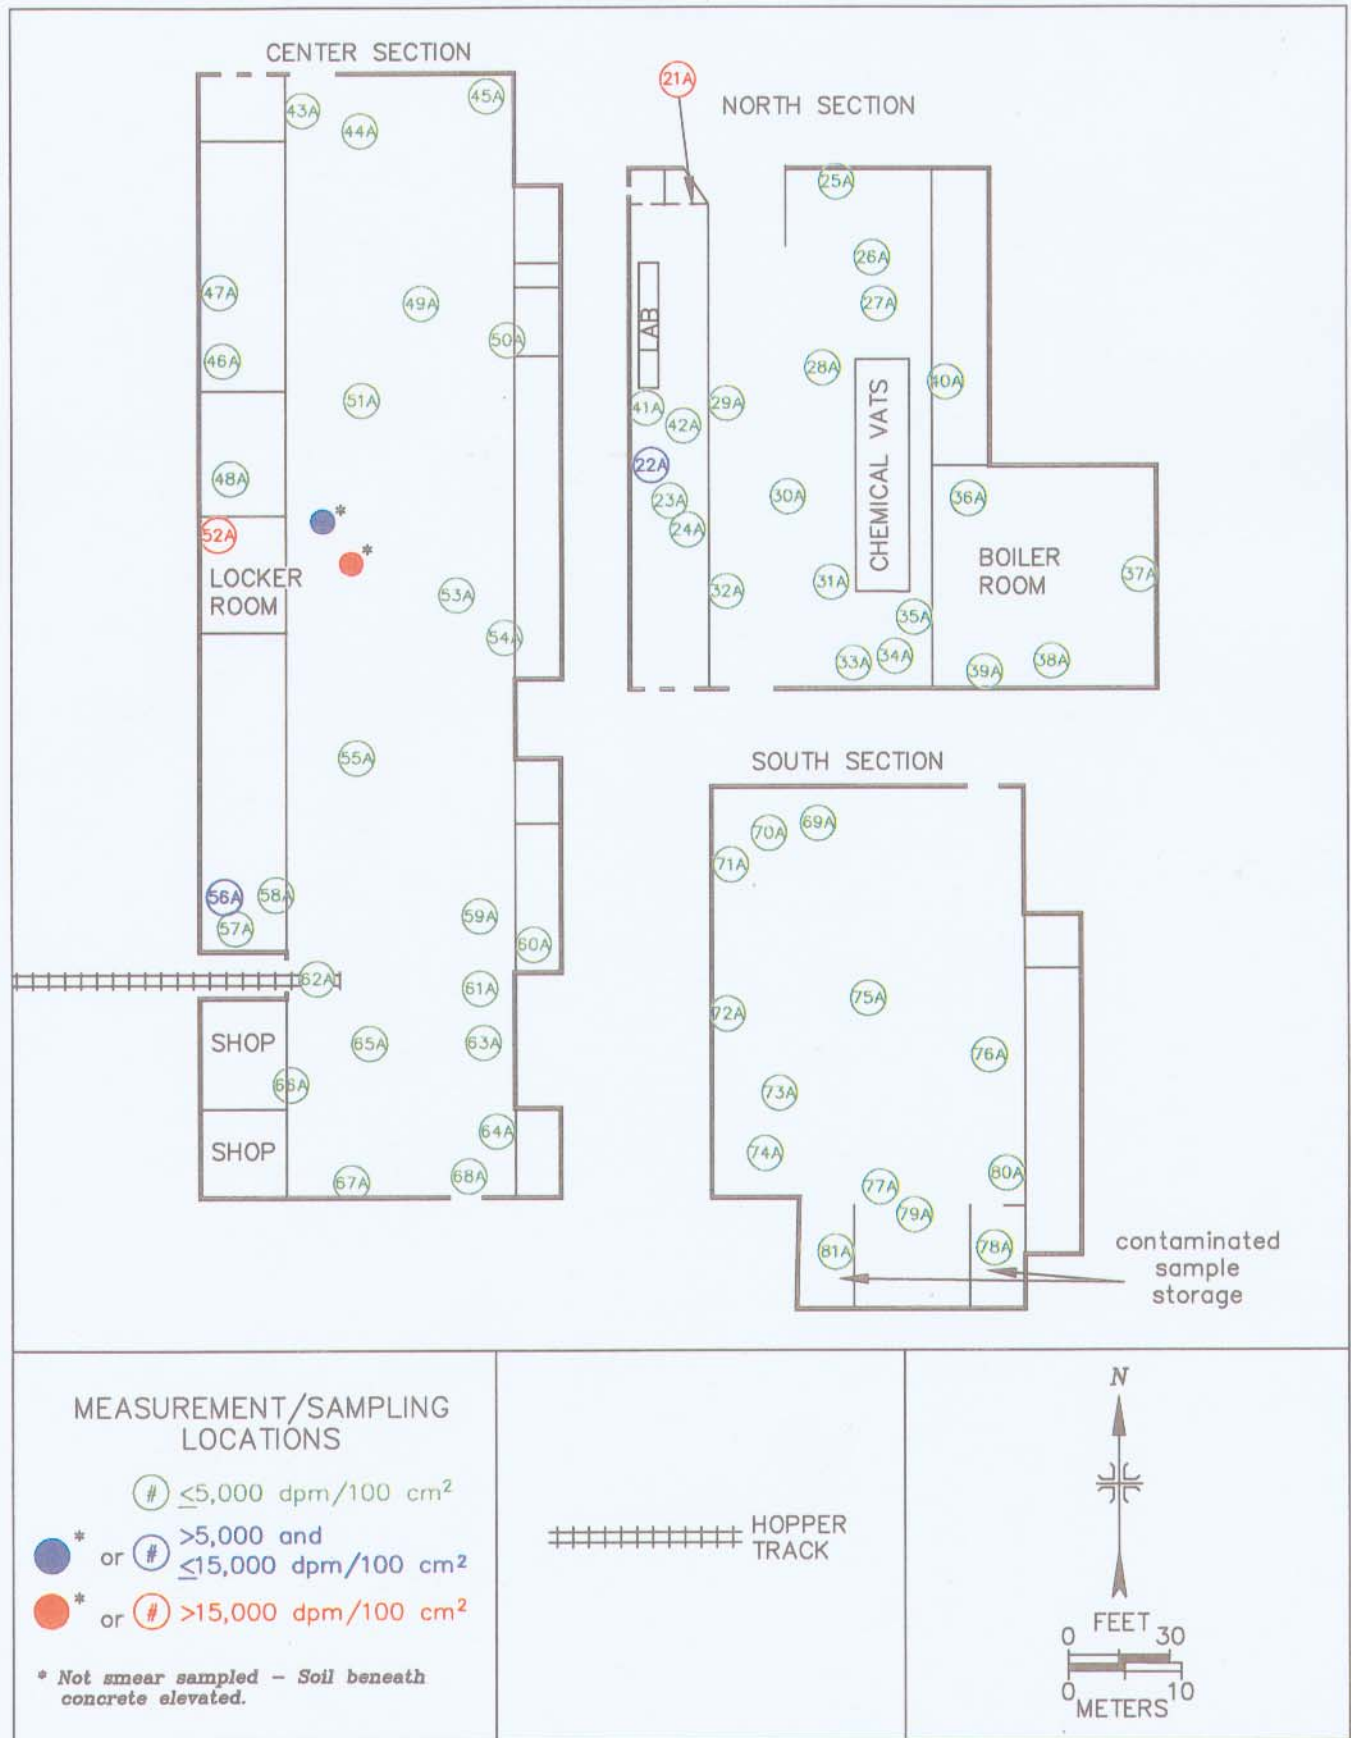 CENTER SECTION
45A
43A
44A
47A
49A
50A
46A
51A
48A
52A
*
*
LOCKER
ROOM
53A
54A
55A
56A
58A
57A
59A
60A
62A
61A
SHOP
65A
63A
66A
64A
SHOP
67A
68A
21A
NORTH SECTION
25A
26A
27A
LAB
28A
40A
41A
29A
42A
CHEMICAL VATS
22A
23A
30A
36A
24A
BOILER
ROOM
37A
32A
31A
35A
33A
34A
39A
38A
SOUTH SECTION
70A
69A
71A
72A
75A
76A
73A
74A
80A
77A
79A
81A
78A
contaminated
sample
storage
MEASUREMENT/SAMPLING
LOCATIONS
# ≤5,000 dpm/100 cm²
* or # >5,000 and
≤15,000 dpm/100 cm²
* or # >15,000 dpm/100 cm²
* Not smear sampled – Soil beneath
concrete elevated.
HOPPER
TRACK
N
FEET
0 30
0 10
METERS